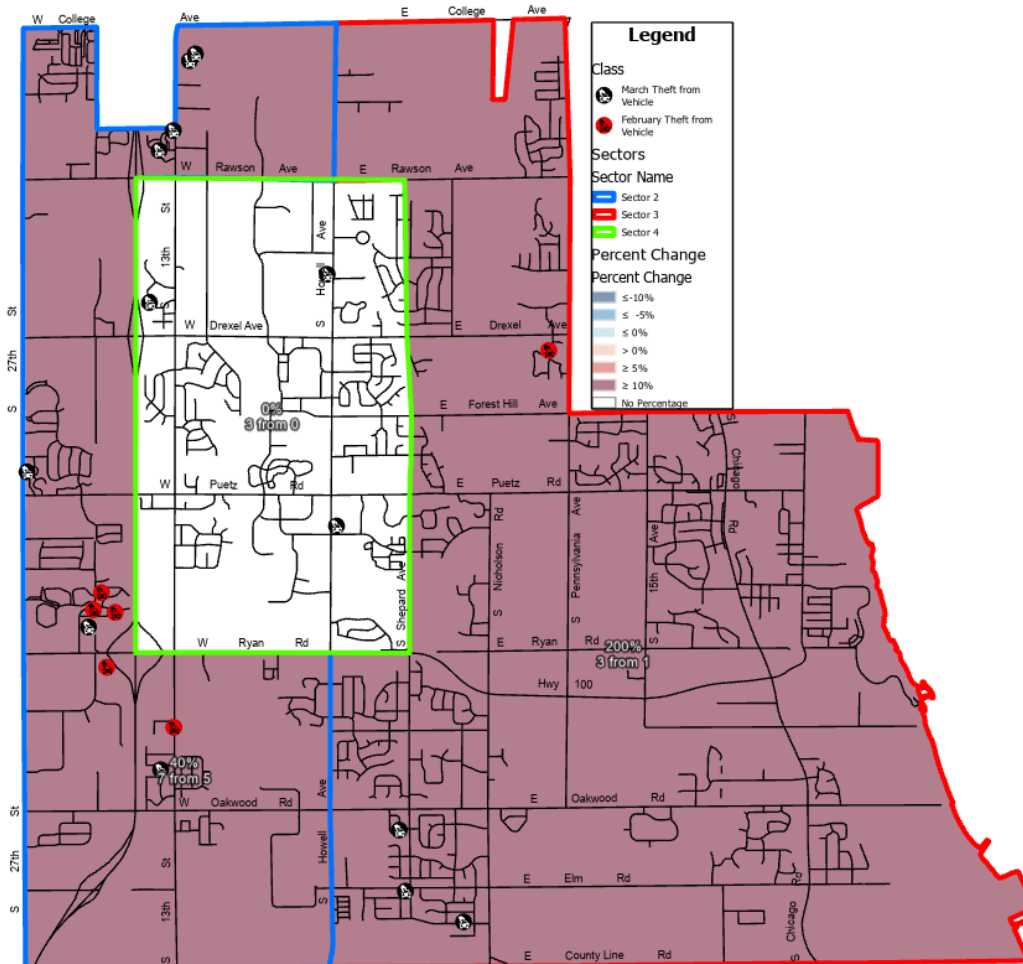 W College Ave
E College Ave
Legend
Class
March Theft from
Vehicle
February Theft from
Vehicle
Sectors
Sector Name
Sector 2
Sector 3
Sector 4
Percent Change
Percent Change
≤-10%
≤ -5%
≤ 0%
> 0%
≥ 5%
≥ 10%
No Percentage
W Rawson Ave
E Rawson Ave
S 13th St
S Howell Ave
S 27th St
W Drexel Ave
E Drexel Ave
0%
3 from 0
E Forest Hill Ave
W Puetz Rd
E Puetz Rd
S Chicago Rd
S Nicholson Rd
S Pennsylvania Ave
S 15th Ave
S Shepard Ave
W Ryan Rd
E Ryan Rd
200%
3 from 1
Hwy 100
40%
7 from 5
W Oakwood Rd
E Oakwood Rd
S 27th St
S 13th St
S Howell Ave
E Elm Rd
S Chicago Rd
E County Line Rd